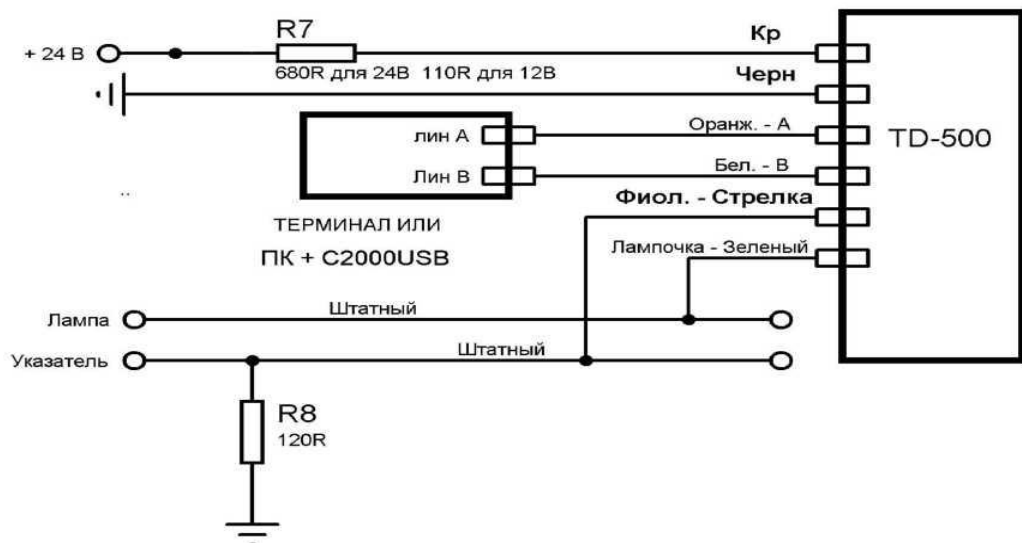 R7
Кр
+ 24 В
680R для 24В 110R для 12В
Черн
лин А
Оранж. - А
TD-500
Лин В
Бел. - В
..
Фиол. - Стрелка
ТЕРМИНАЛ ИЛИ
ПК + C2000USB
Лампочка - Зеленый
Лампа
Штатный
Указатель
Штатный
R8
120R